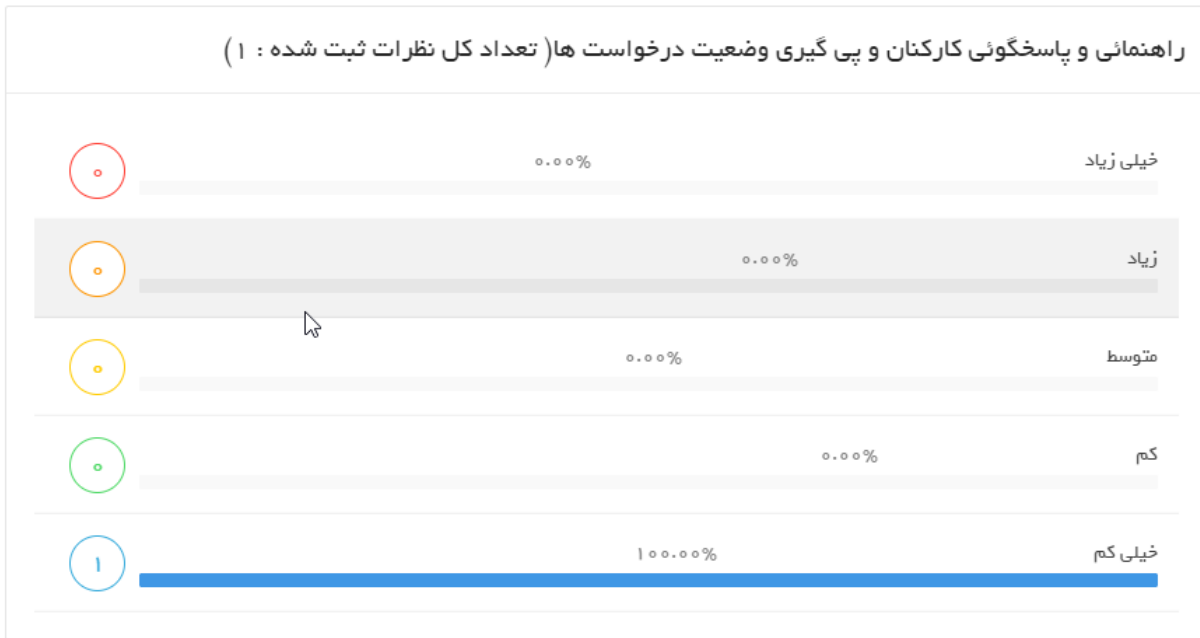 راهنمائی و پاسخگوئی کارکنان و پی گیری وضعیت درخواست ها( تعداد کل نظرات ثبت شده : ۱)
خیلی زیاد ۰.۰۰% ۰
زیاد ۰.۰۰% ۰
متوسط ۰.۰۰% ۰
کم ۰.۰۰% ۰
خیلی کم ۱۰۰.۰۰% ۱